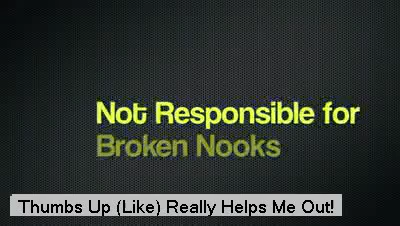 Not Responsible for
Broken Nooks
Thumbs Up (Like) Really Helps Me Out!